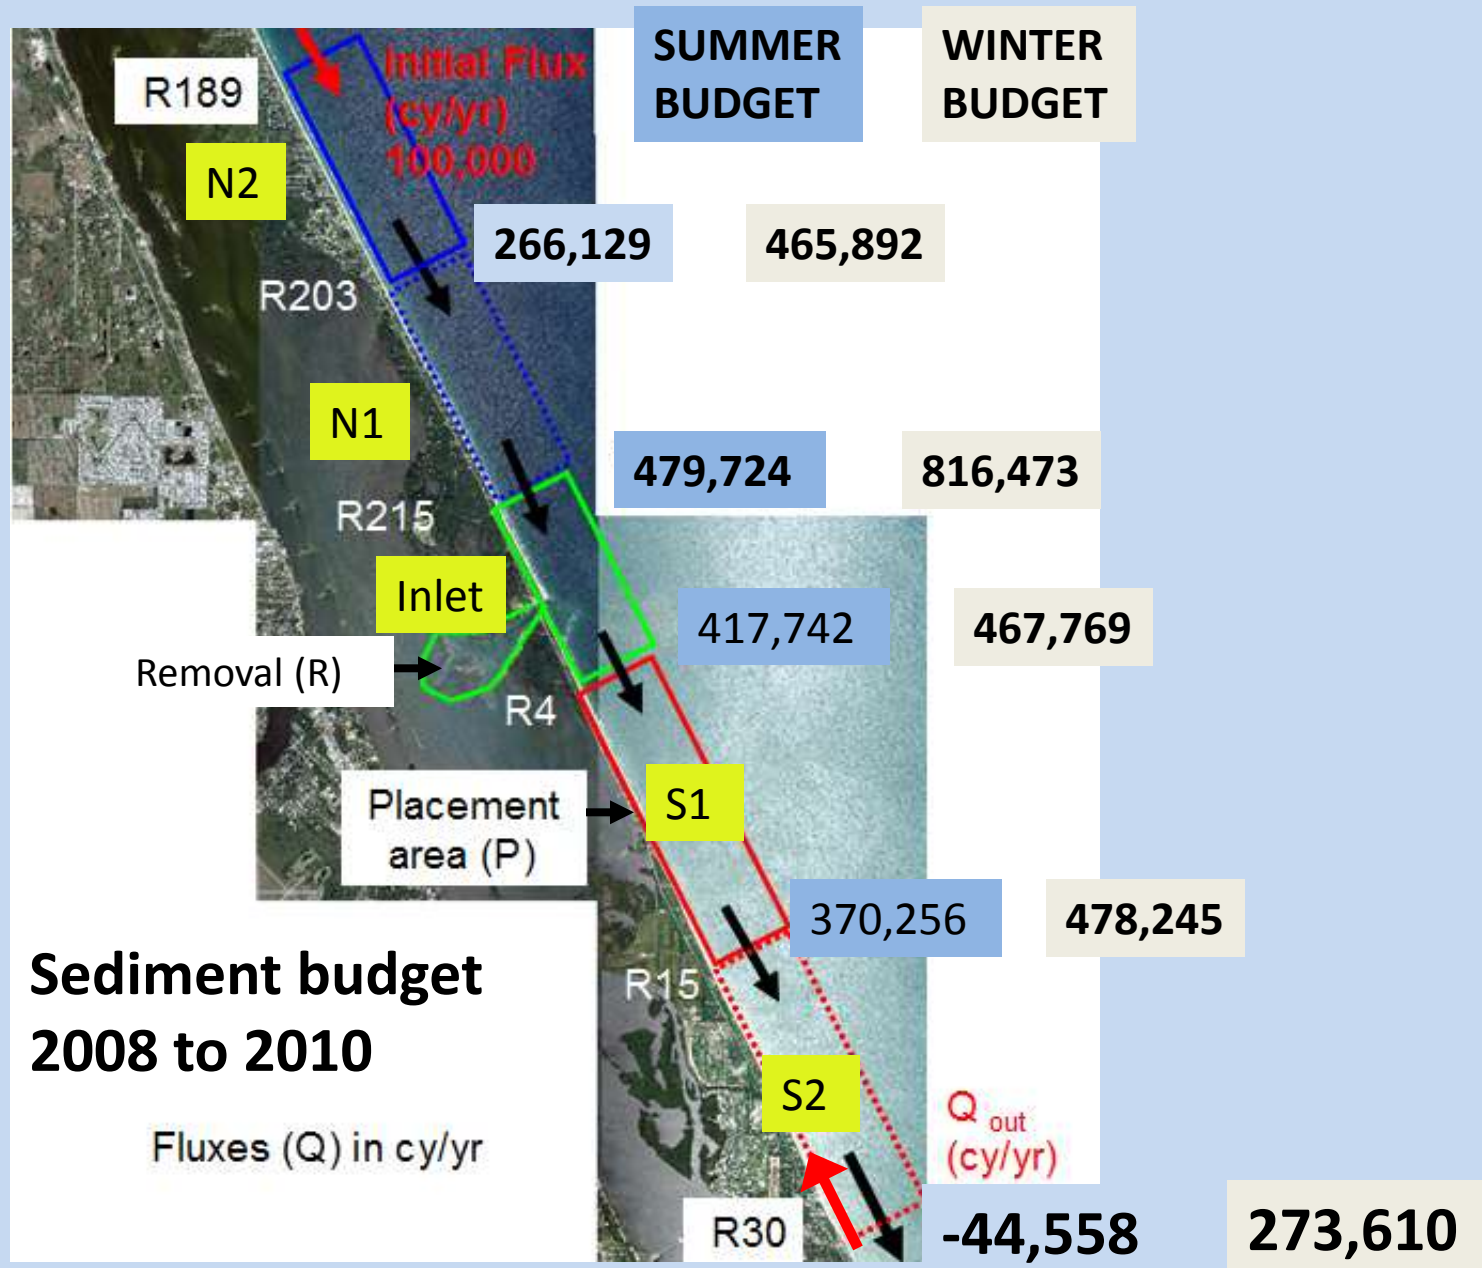 SUMMER
BUDGET
WINTER
BUDGET
Initial Flux
(cy/yr)
100,000
R189
N2
266,129
465,892
R203
N1
479,724
816,473
R215
Inlet
417,742
467,769
Removal (R)
R4
Placement
area (P)
S1
370,256
478,245
Sediment budget
2008 to 2010
R15
S2
Fluxes (Q) in cy/yr
Q out
(cy/yr)
R30
-44,558
273,610